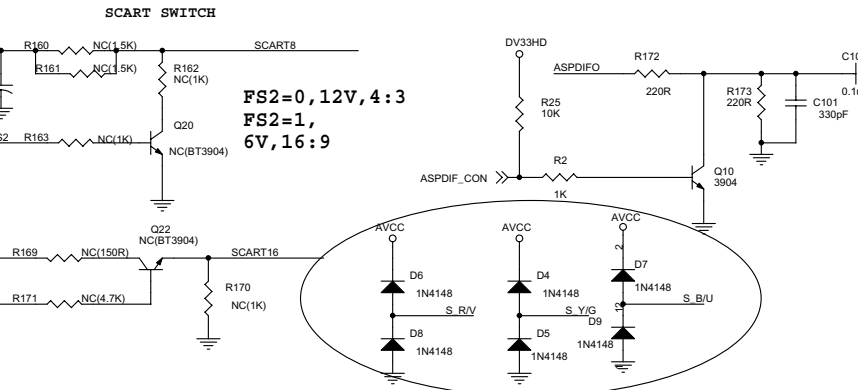 SCART SWITCH
R160 NC(1.5K) SCART8
R161 NC(1.5K)
R162
NC(1K)
FS2=0,12V,4:3
FS2=1,
6V,16:9
R163 NC(1K)
Q20
NC(BT3904)
Q22
NC(BT3904)
R169 NC(150R) SCART16
R170
NC(1K)
R171 NC(4.7K)
DV33HD
R25
10K
ASPDIFO
R172
220R
R173
220R
C101
330pF
ASPDIF_CON
R2
1K
Q10
3904
AVCC
D6
1N4148
S_R/V
D8
1N4148
AVCC
D4
1N4148
S_Y/G
D5
1N4148
AVCC
2
D7
1N4148
S_B/U
D9
1N4148